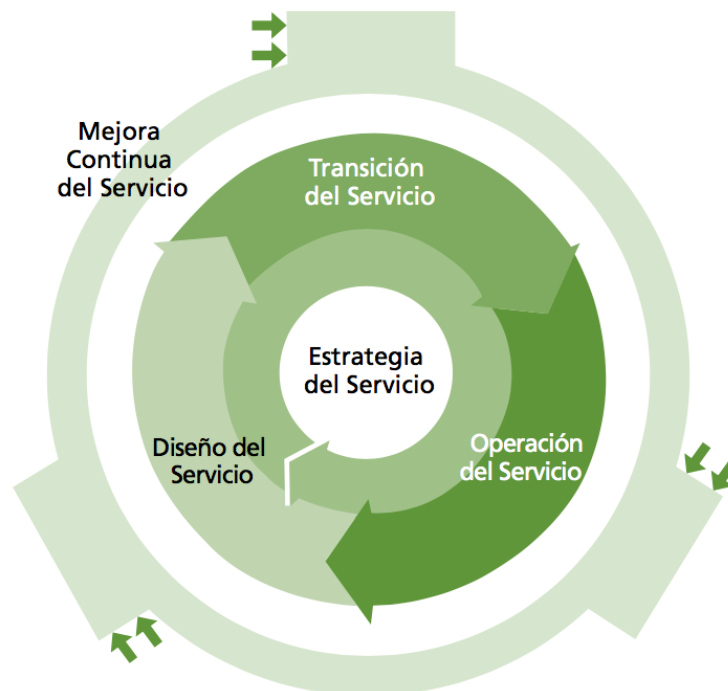 Mejora
Continua
del Servicio
Transición
del Servicio
Estrategia
del Servicio
Diseño del
Servicio
Operación
del Servicio